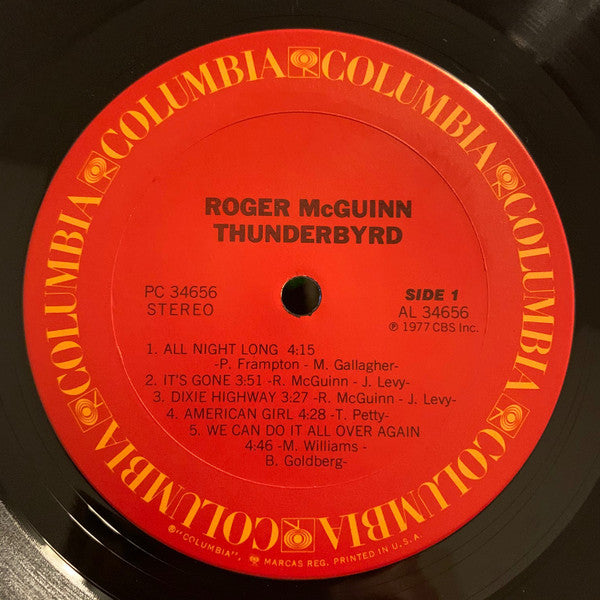 COLUMBIA COLUMBIA COLUMBIA COLUMBIA COLUMBIA COLUMBIA
ROGER McGUINN
THUNDERBYRD
PC 34656
STEREO
SIDE 1
AL 34656
℗ 1977 CBS Inc.
1. ALL NIGHT LONG 4:15
-P. Frampton - M. Gallagher-
2. IT'S GONE 3:51 -R. McGuinn - J. Levy-
3. DIXIE HIGHWAY 3:27 -R. McGuinn - J. Levy-
4. AMERICAN GIRL 4:28 -T. Petty-
5. WE CAN DO IT ALL OVER AGAIN
4:46 -M. Williams -
B. Goldberg-
®"COLUMBIA", MARCAS REG. PRINTED IN U.S.A.